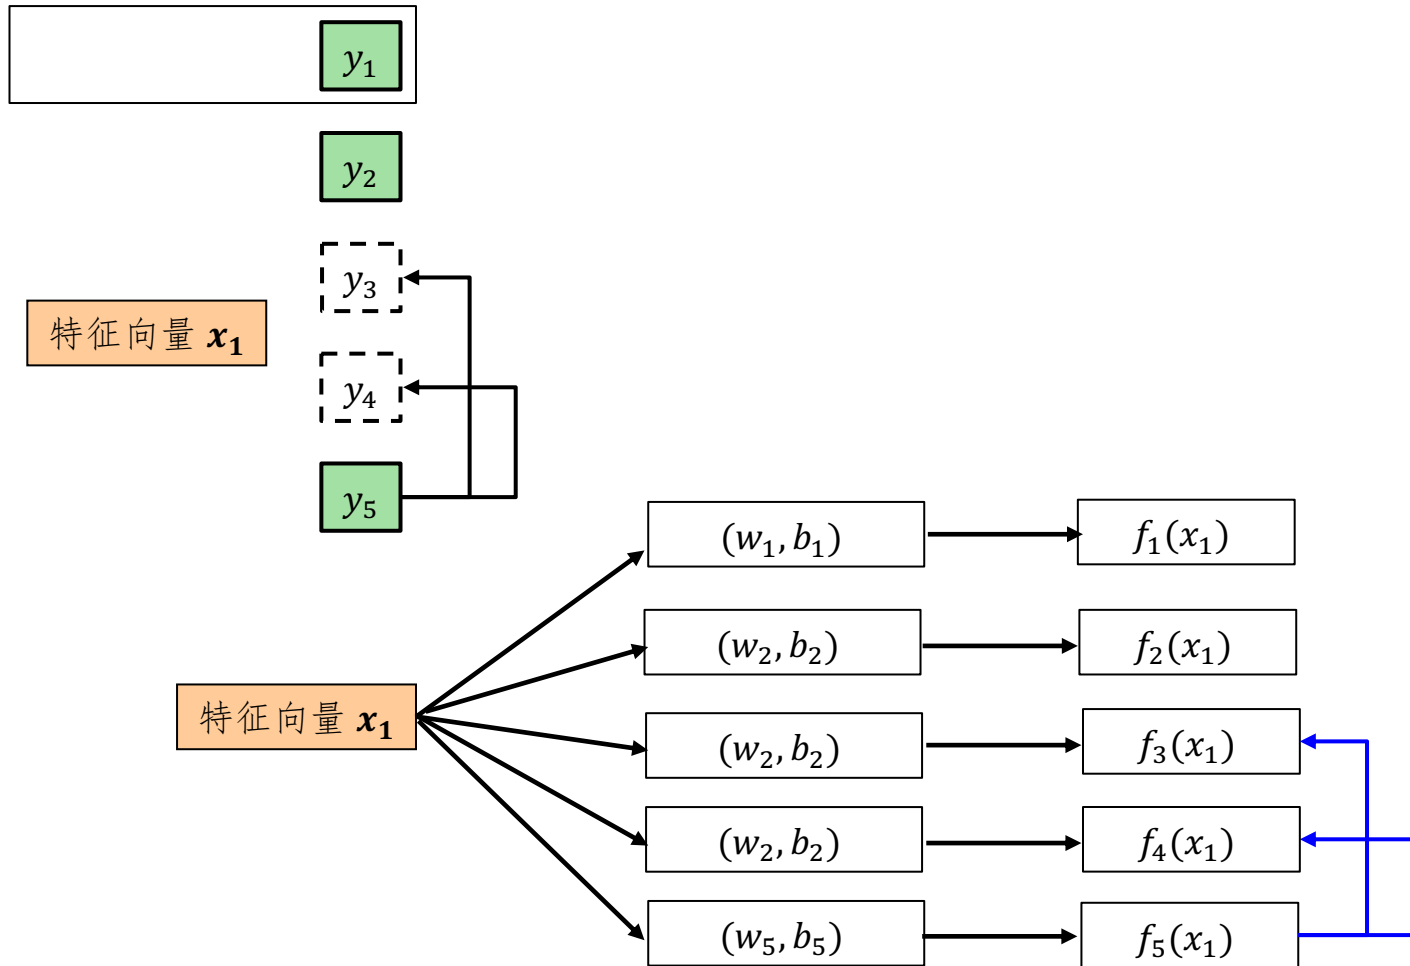 y₁
y₂
y₃
特征向量 x₁
y₄
y₅
(w₁, b₁)
f₁(x₁)
(w₂, b₂)
f₂(x₁)
特征向量 x₁
(w₂, b₂)
f₃(x₁)
(w₂, b₂)
f₄(x₁)
(w₅, b₅)
f₅(x₁)